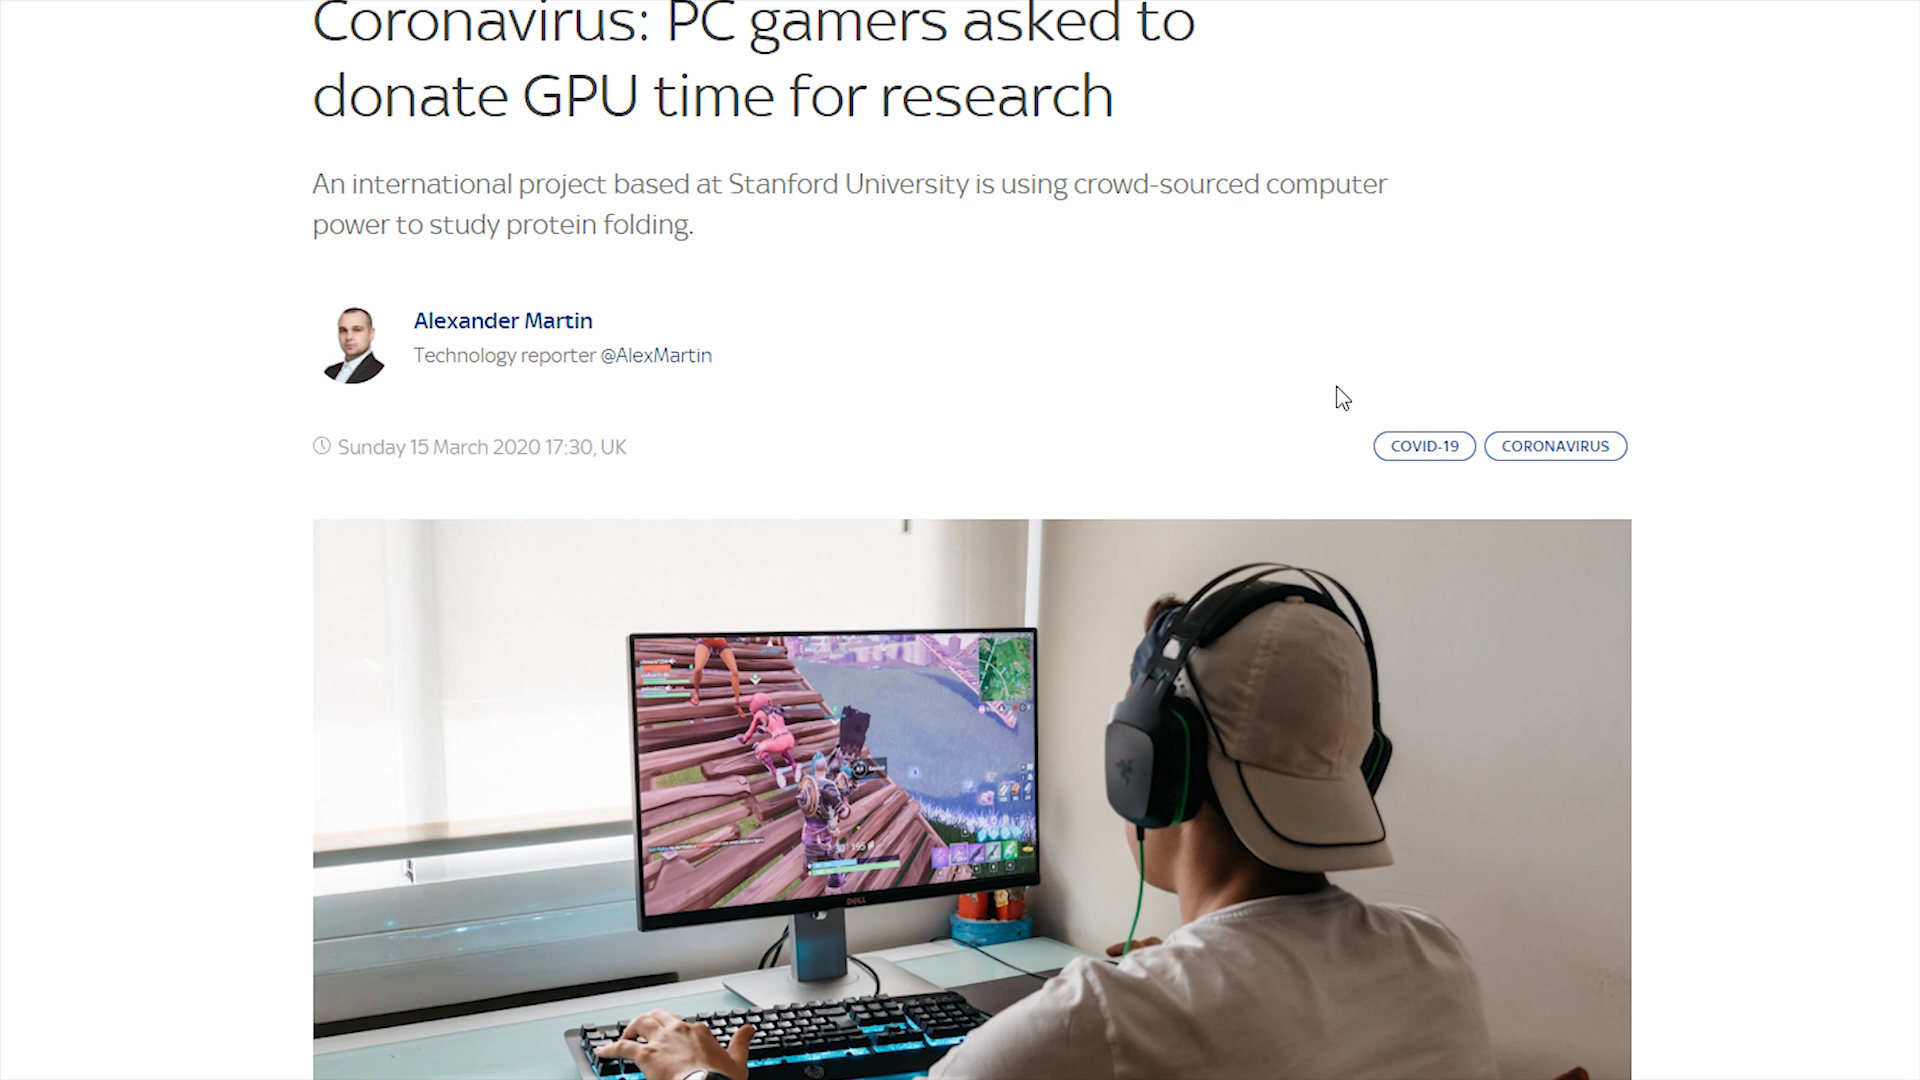 Coronavirus: PC gamers asked to
donate GPU time for research
An international project based at Stanford University is using crowd-sourced computer
power to study protein folding.
Alexander Martin
Technology reporter @AlexMartin
Sunday 15 March 2020 17:30, UK
COVID-19
CORONAVIRUS
DELL